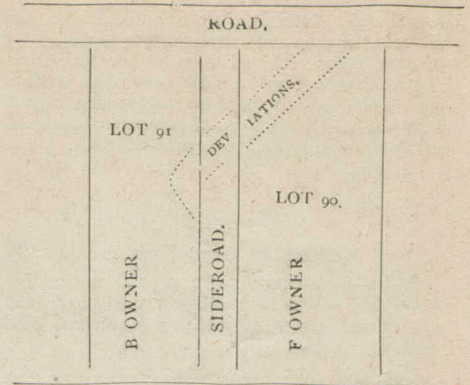 ROAD,
LOT 91
DEV
IATIONS.
LOT 90.
B OWNER
SIDEROAD.
F OWNER